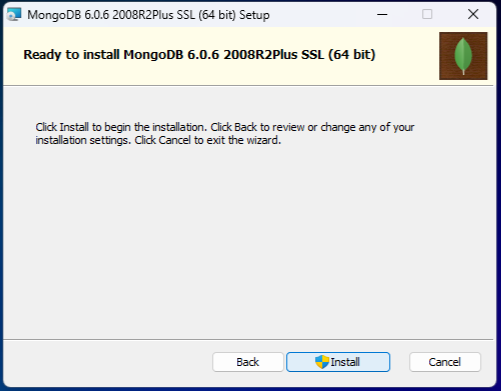 MongoDB 6.0.6 2008R2Plus SSL (64 bit) Setup
Ready to install MongoDB 6.0.6 2008R2Plus SSL (64 bit)
Click Install to begin the installation. Click Back to review or change any of your
installation settings. Click Cancel to exit the wizard.
Back
Install
Cancel